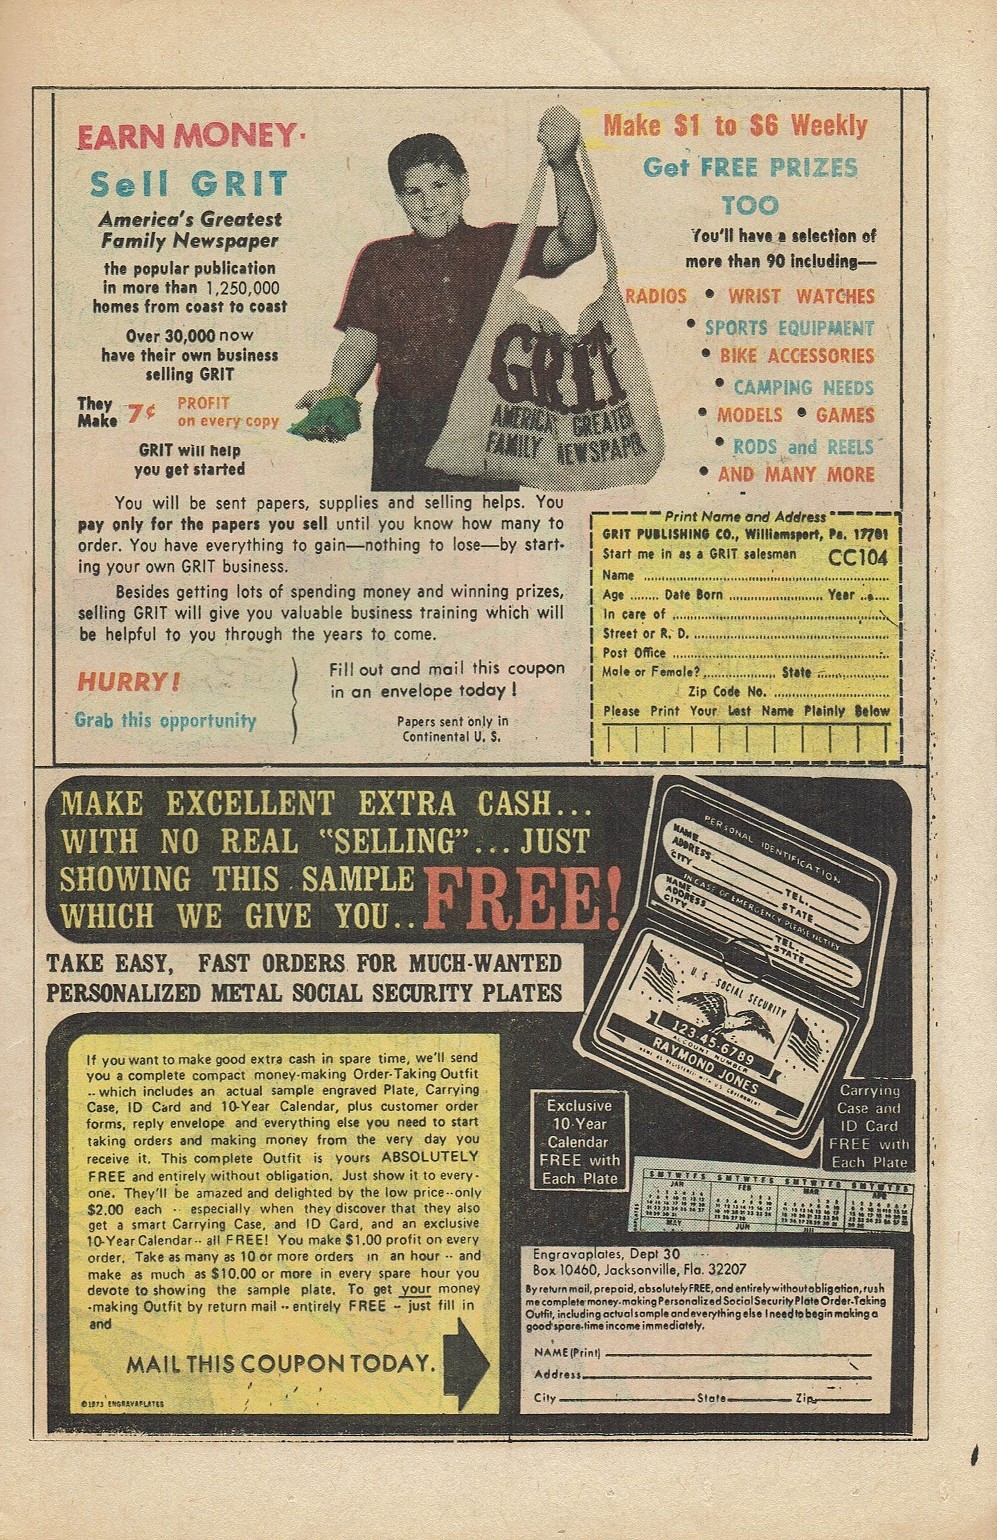 EARN MONEY.
Sell GRIT
America's Greatest
Family Newspaper
the popular publication
in more than 1,250,000
homes from coast to coast
Over 30,000 now
have their own business
selling GRIT
They Make 7¢ PROFIT
on every copy
GRIT will help
you get started
GRIT
AMERICA'S GREATEST
FAMILY NEWSPAPER
Make $1 to $6 Weekly
Get FREE PRIZES
TOO
You'll have a selection of
more than 90 including—
RADIOS • WRIST WATCHES
• SPORTS EQUIPMENT
• BIKE ACCESSORIES
• CAMPING NEEDS
• MODELS • GAMES
• RODS and REELS
• AND MANY MORE
You will be sent papers, supplies and selling helps. You
pay only for the papers you sell until you know how many to
order. You have everything to gain—nothing to lose—by start-
ing your own GRIT business.
Besides getting lots of spending money and winning prizes,
selling GRIT will give you valuable business training which will
be helpful to you through the years to come.
HURRY!
Grab this opportunity
Fill out and mail this coupon
in an envelope today!
Papers sent only in
Continental U. S.
Print Name and Address
GRIT PUBLISHING CO., Williamsport, Pa. 17701
Start me in as a GRIT salesman CC104
Name
Age Date Born Year
In care of
Street or R. D.
Post Office
Male or Female? State
Zip Code No.
Please Print Your Last Name Plainly Below
MAKE EXCELLENT EXTRA CASH...
WITH NO REAL "SELLING"... JUST
SHOWING THIS SAMPLE FREE!
WHICH WE GIVE YOU..
TAKE EASY, FAST ORDERS FOR MUCH-WANTED
PERSONALIZED METAL SOCIAL SECURITY PLATES
PERSONAL IDENTIFICATION
NAME
ADDRESS
CITY TEL.
STATE
IN CASE OF EMERGENCY PLEASE NOTIFY
NAME
ADDRESS
CITY TEL.
STATE
U.S. SOCIAL SECURITY
123-45-6789
ACCOUNT NUMBER
RAYMOND JONES
NAME AS REGISTERED WITH U.S. GOVERNMENT
If you want to make good extra cash in spare time, we'll send
you a complete compact money-making Order-Taking Outfit
-- which includes an actual sample engraved Plate, Carrying
Case, ID Card and 10-Year Calendar, plus customer order
forms, reply envelope and everything else you need to start
taking orders and making money from the very day you
receive it. This complete Outfit is yours ABSOLUTELY
FREE and entirely without obligation. Just show it to every-
one. They'll be amazed and delighted by the low price--only
$2.00 each -- especially when they discover that they also
get a smart Carrying Case, and ID Card, and an exclusive
10-Year Calendar -- all FREE! You make $1.00 profit on every
order. Take as many as 10 or more orders in an hour -- and
make as much as $10.00 or more in every spare hour you
devote to showing the sample plate. To get your money
-making Outfit by return mail -- entirely FREE -- just fill in
and
MAIL THIS COUPON TODAY.
©1973 ENGRAVAPLATES
Exclusive
10-Year
Calendar
FREE with
Each Plate
Carrying
Case and
ID Card
FREE with
Each Plate
S M T W T F S S M T W T F S S M T W T F S S M T W T F S
JAN FEB MAR APR
MAY JUN JUL
Engravaplates, Dept 30
Box 10460, Jacksonville, Fla. 32207
By return mail, prepaid, absolutely FREE, and entirely without obligation, rush
me complete money-making Personalized Social Security Plate Order-Taking
Outfit, including actual sample and everything else I need to begin making a
good spare-time income immediately.
NAME (Print)
Address
City State Zip